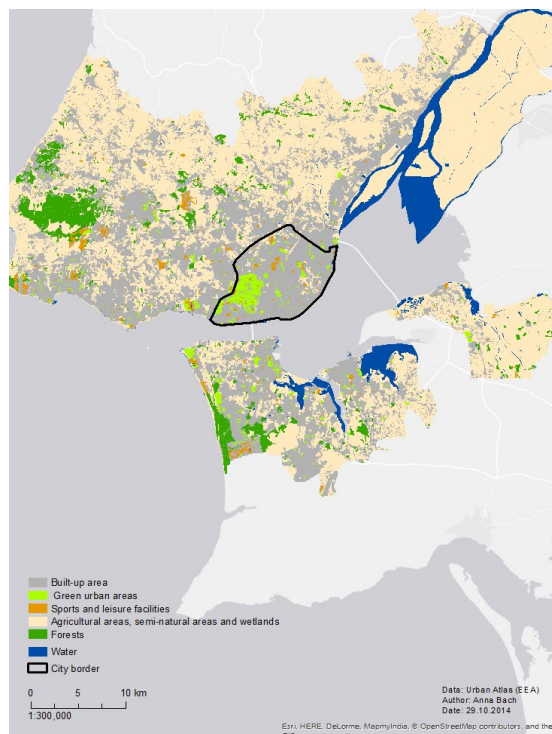 Built-up area
Green urban areas
Sports and leisure facilities
Agricultural areas, semi-natural areas and wetlands
Forests
Water
City border
0 5 10 km
1:300,000
Data: Urban Atlas (EEA)
Author: Anna Bach
Date: 29.10.2014
Esri, HERE, DeLorme, MapmyIndia, © OpenStreetMap contributors, and the